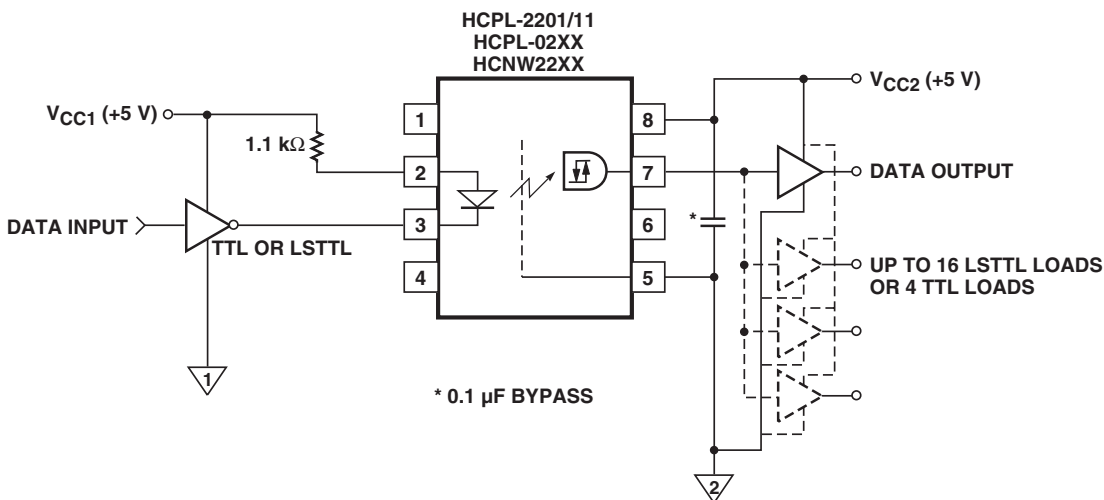 HCPL-2201/11
HCPL-02XX
HCNW22XX
VCC1 (+5 V)
1.1 kΩ
DATA INPUT
TTL OR LSTTL
1
1
2
3
4
8
7
6
5
*
* 0.1 µF BYPASS
VCC2 (+5 V)
DATA OUTPUT
UP TO 16 LSTTL LOADS
OR 4 TTL LOADS
2